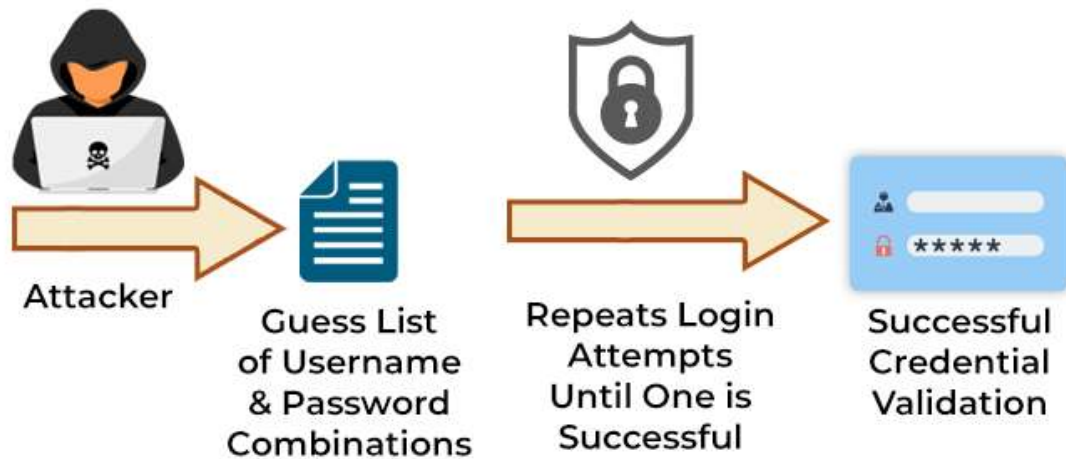 Attacker
Guess List
of Username
& Password
Combinations
Repeats Login
Attempts
Until One is
Successful
*****
Successful
Credential
Validation